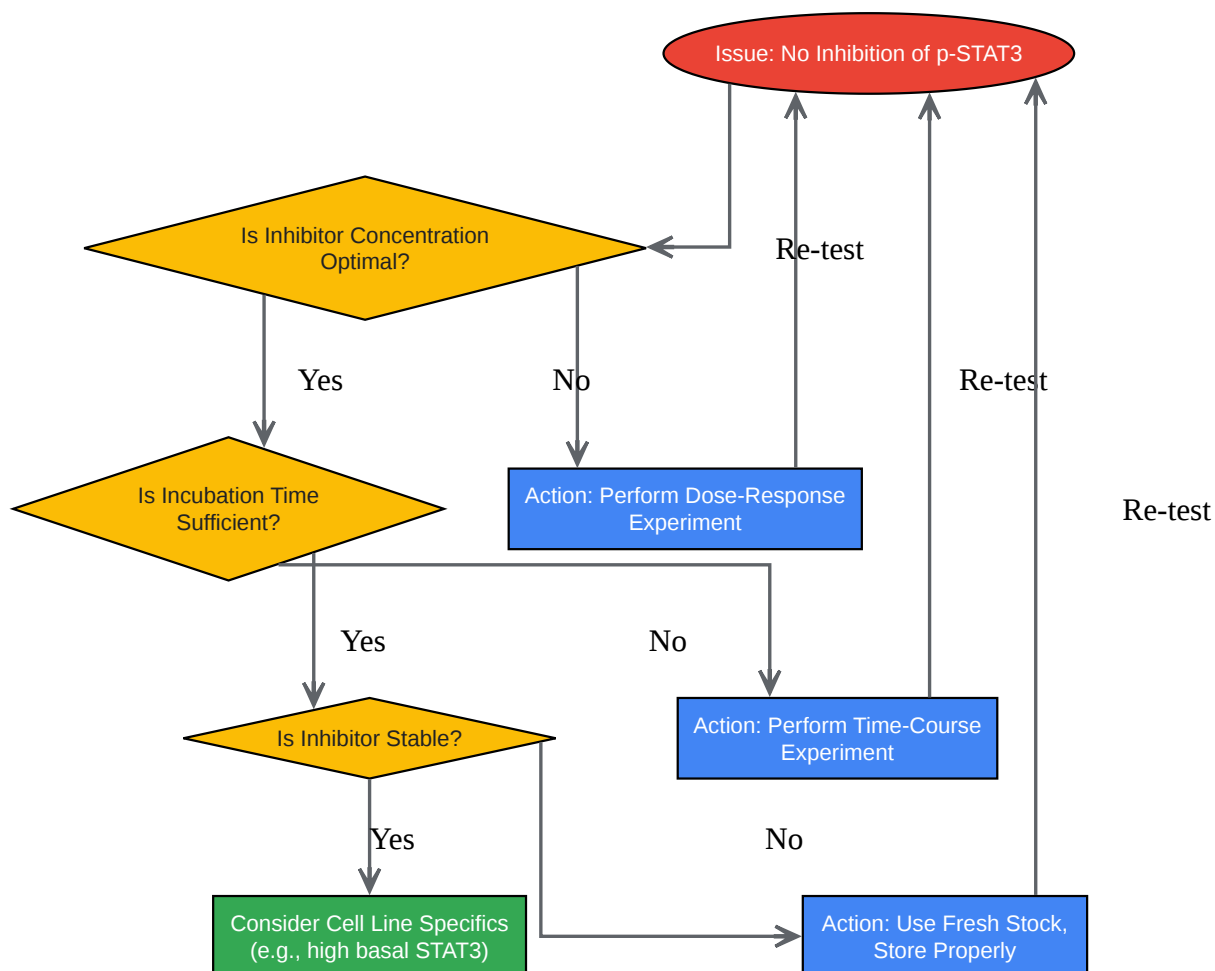 Issue: No Inhibition of p-STAT3
Is Inhibitor Concentration
Optimal?
Re-test
Yes
No
Re-test
Is Incubation Time
Sufficient?
Action: Perform Dose-Response
Experiment
Re-test
Yes
No
Is Inhibitor Stable?
Action: Perform Time-Course
Experiment
Yes
No
Consider Cell Line Specifics
(e.g., high basal STAT3)
Action: Use Fresh Stock,
Store Properly